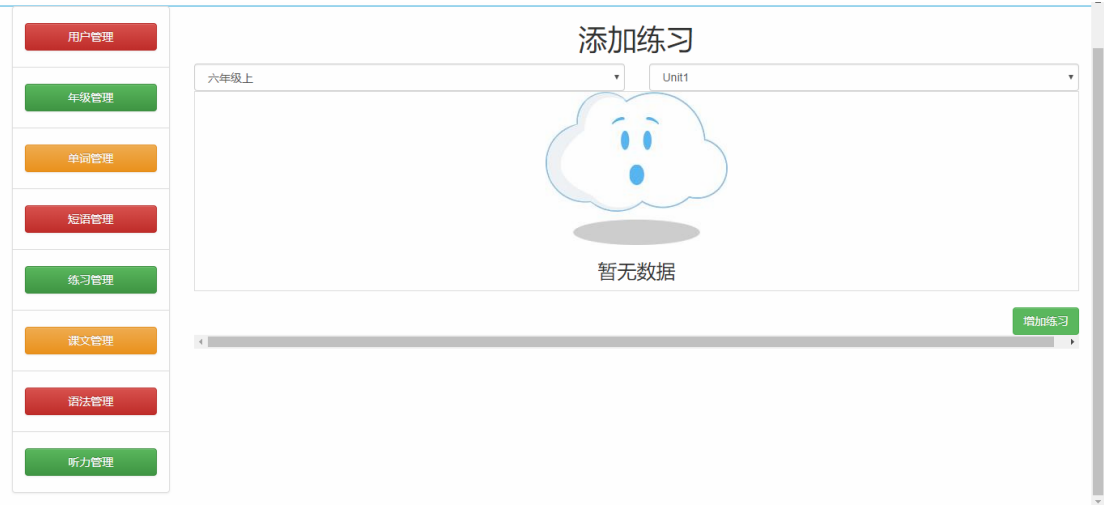 用户管理
年级管理
单词管理
短语管理
练习管理
课文管理
语法管理
听力管理
添加练习
六年级上
Unit1
暂无数据
增加练习